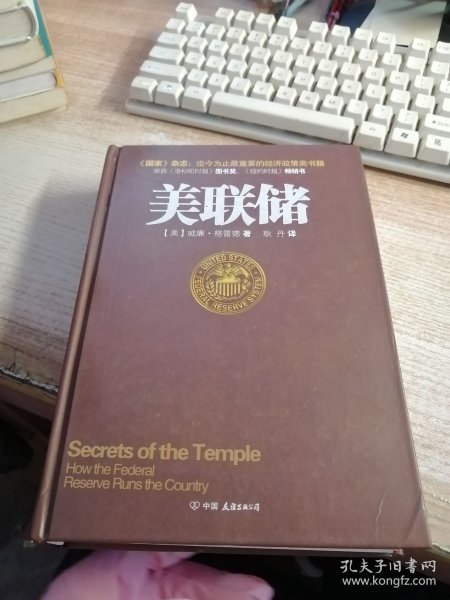 《国家》杂志：迄今为止最重要的经济政策类书籍
荣获《洛杉矶时报》图书奖、《纽约时报》畅销书
美联储
【美】威廉·格雷德 著 耿丹 译
UNITED STATES
FEDERAL RESERVE SYSTEM
Secrets of the Temple
How the Federal
Reserve Runs the Country
中国友谊出版公司
孔夫子旧书网
www.kongfz.com